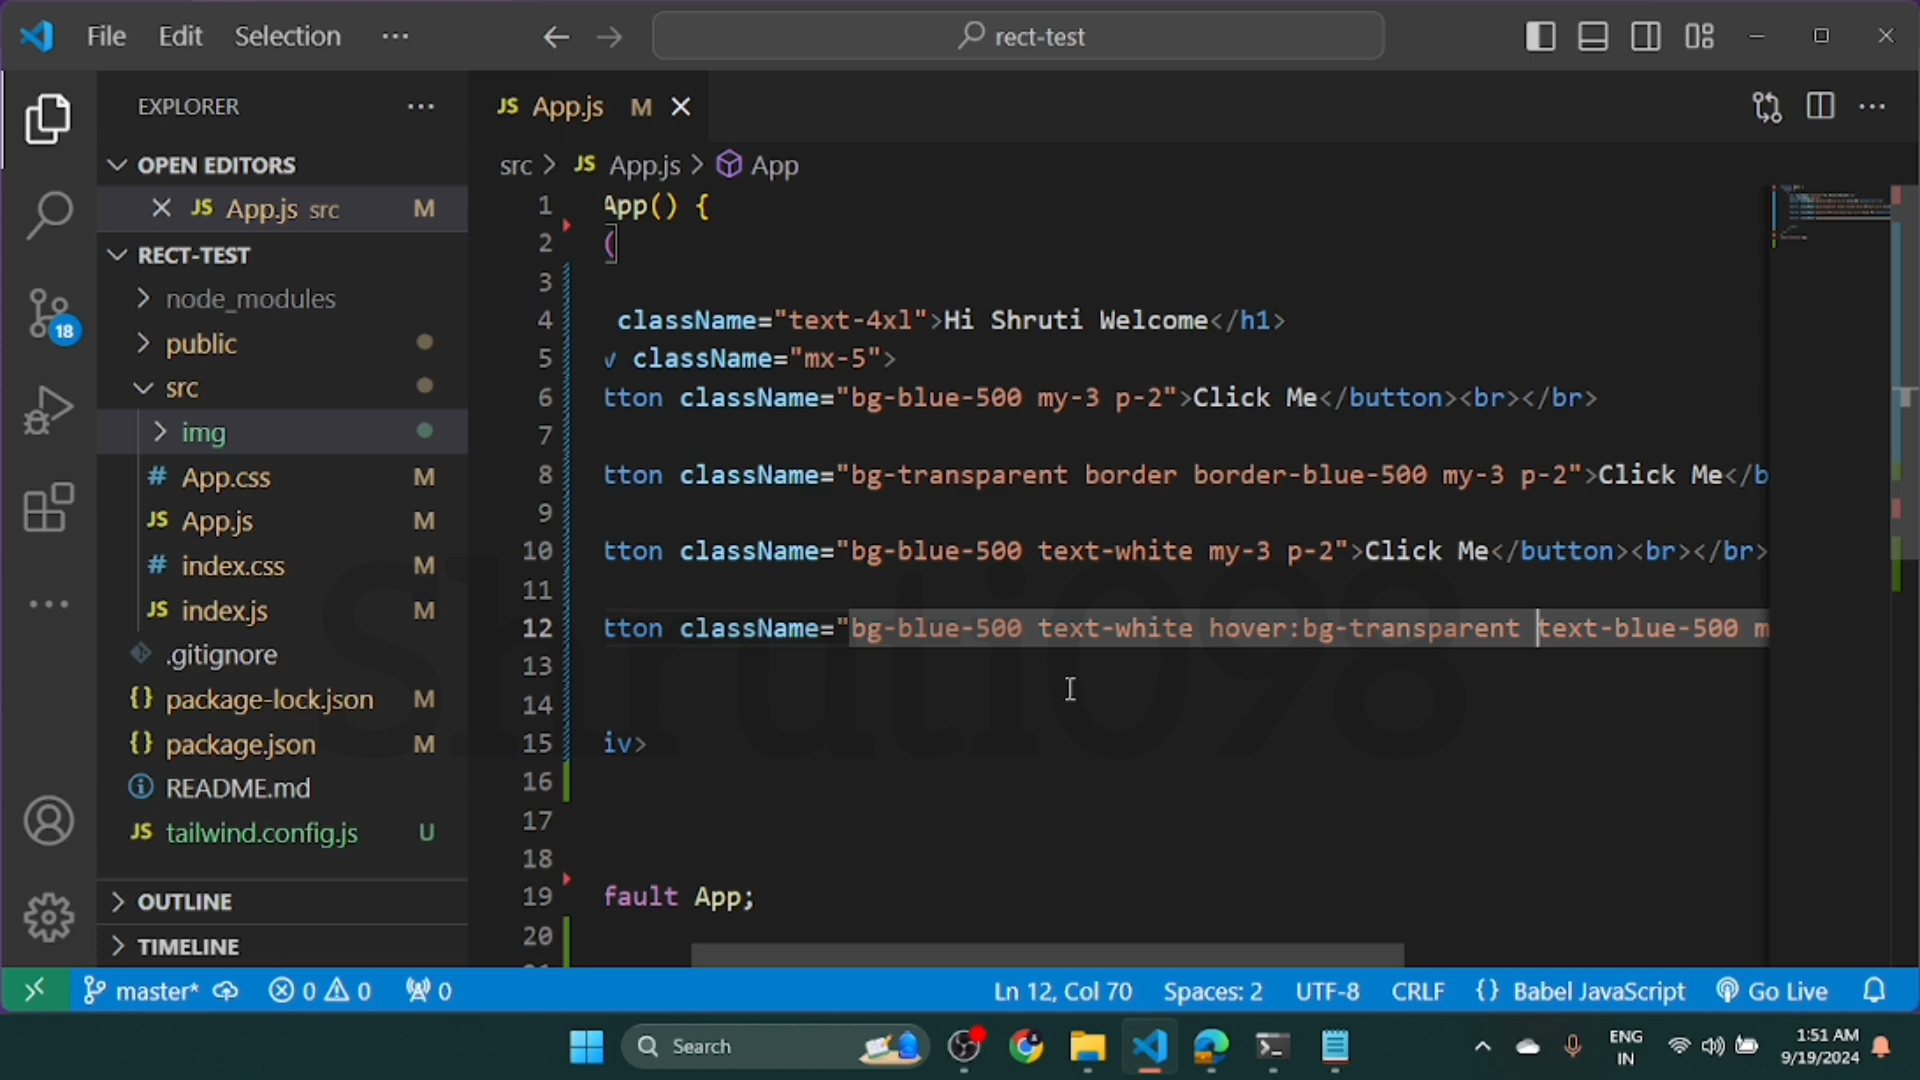 File Edit Selection ···
rect-test
EXPLORER ···
JS App.js M
OPEN EDITORS
JS App.js src M
src > JS App.js > App
RECT-TEST
node_modules
public
src
img
# App.css M
JS App.js M
# index.css M
JS index.js M
.gitignore
{} package-lock.json M
{} package.json M
README.md
JS tailwind.config.js U
OUTLINE
TIMELINE
1 App() {
2 (
3
4 className="text-4xl">Hi Shruti Welcome</h1>
5 v className="mx-5">
6 tton className="bg-blue-500 my-3 p-2">Click Me</button><br></br>
7
8 tton className="bg-transparent border border-blue-500 my-3 p-2">Click Me</b
9
10 tton className="bg-blue-500 text-white my-3 p-2">Click Me</button><br></br>
11
12 tton className="bg-blue-500 text-white hover:bg-transparent text-blue-500 m
13
14
15 iv>
16
17
18
19 fault App;
20
Shruti098
18
master* 0 0 0
Ln 12, Col 70 Spaces: 2 UTF-8 CRLF {} Babel JavaScript Go Live
Search
ENG
IN
1:51 AM
9/19/2024